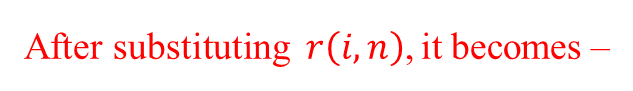 After substituting r(i, n), it becomes –